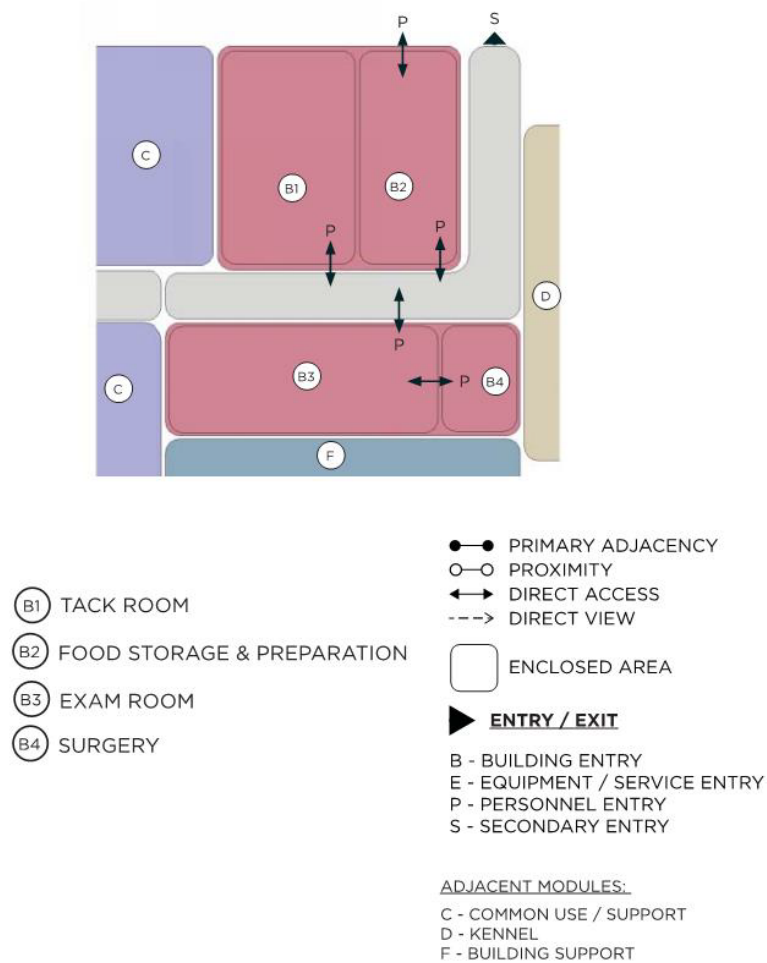 P
S
C
B1
B2
P
P
D
P
B3
P
B4
C
F
B1 TACK ROOM
B2 FOOD STORAGE & PREPARATION
B3 EXAM ROOM
B4 SURGERY
PRIMARY ADJACENCY
PROXIMITY
DIRECT ACCESS
DIRECT VIEW
ENCLOSED AREA
ENTRY / EXIT
B - BUILDING ENTRY
E - EQUIPMENT / SERVICE ENTRY
P - PERSONNEL ENTRY
S - SECONDARY ENTRY
ADJACENT MODULES:
C - COMMON USE / SUPPORT
D - KENNEL
F - BUILDING SUPPORT